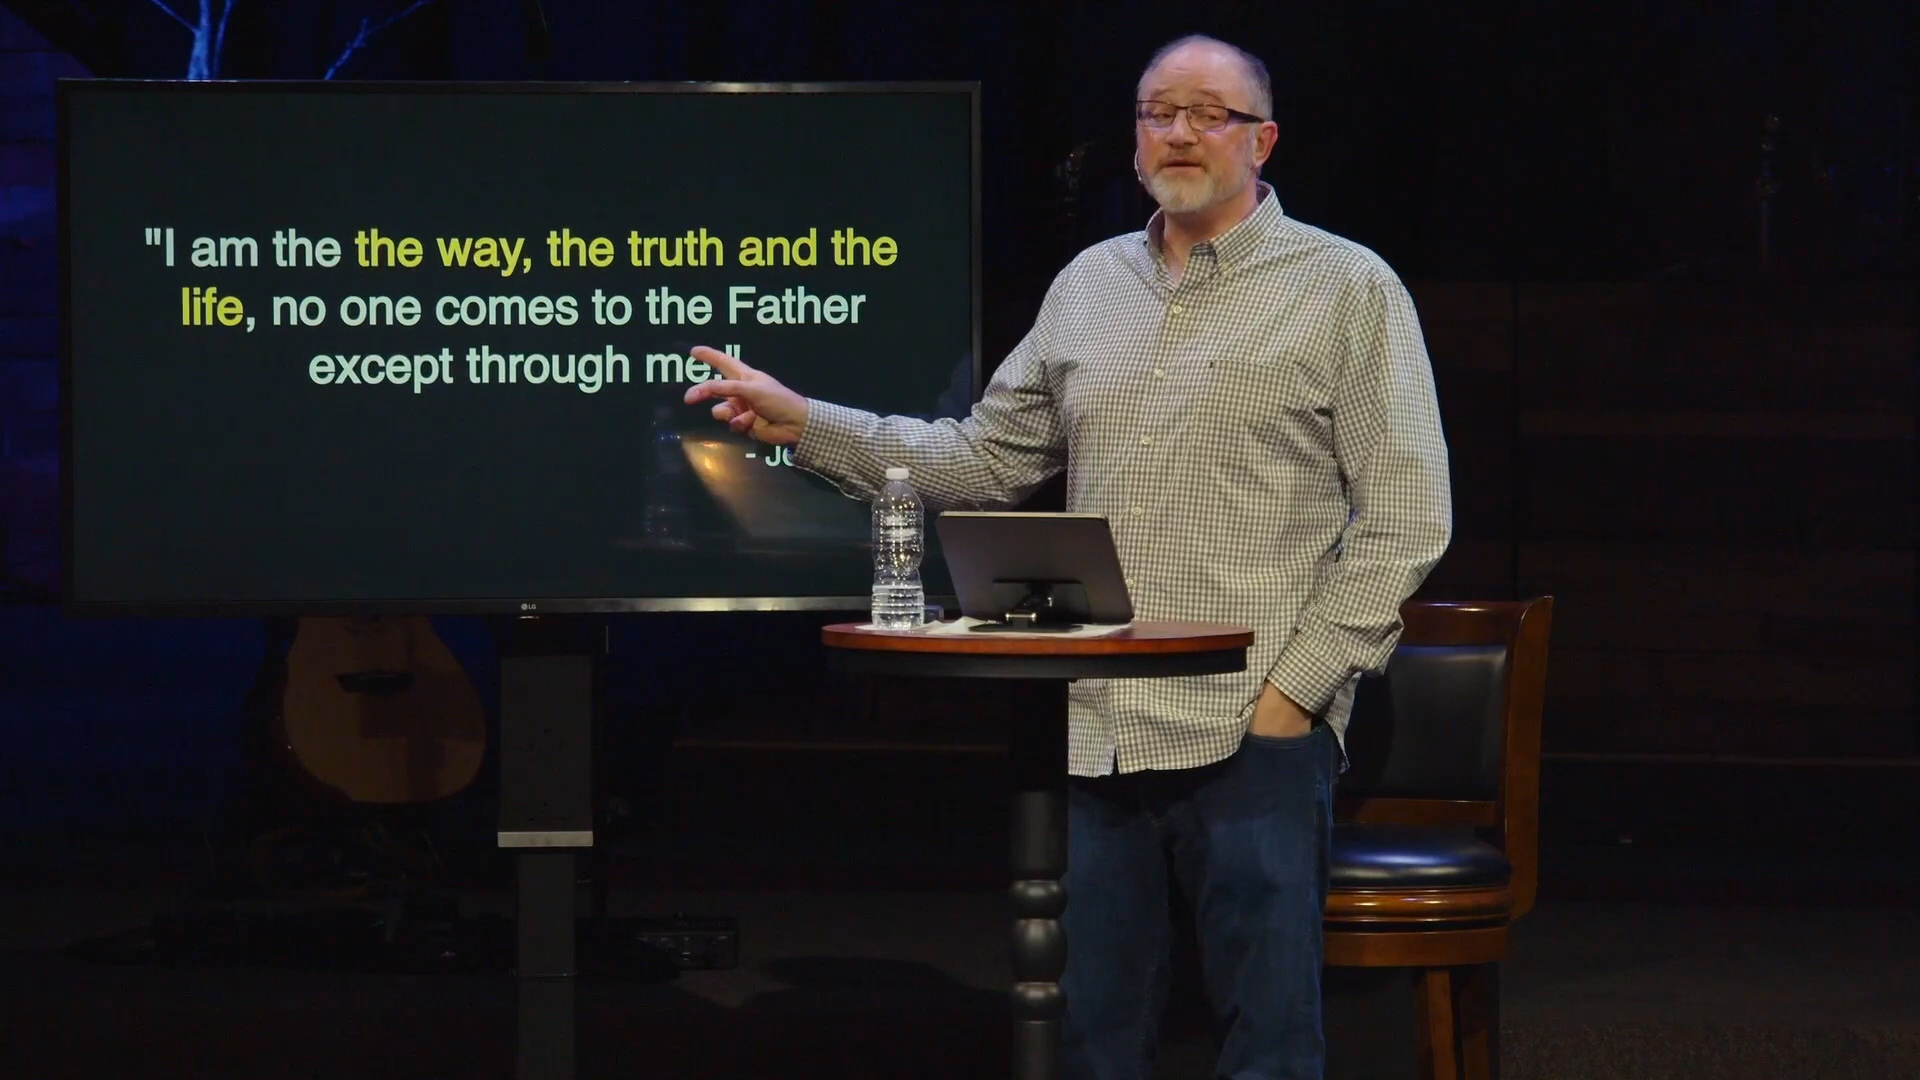 "I am the the way, the truth and the
life, no one comes to the Father
except through me."
LG